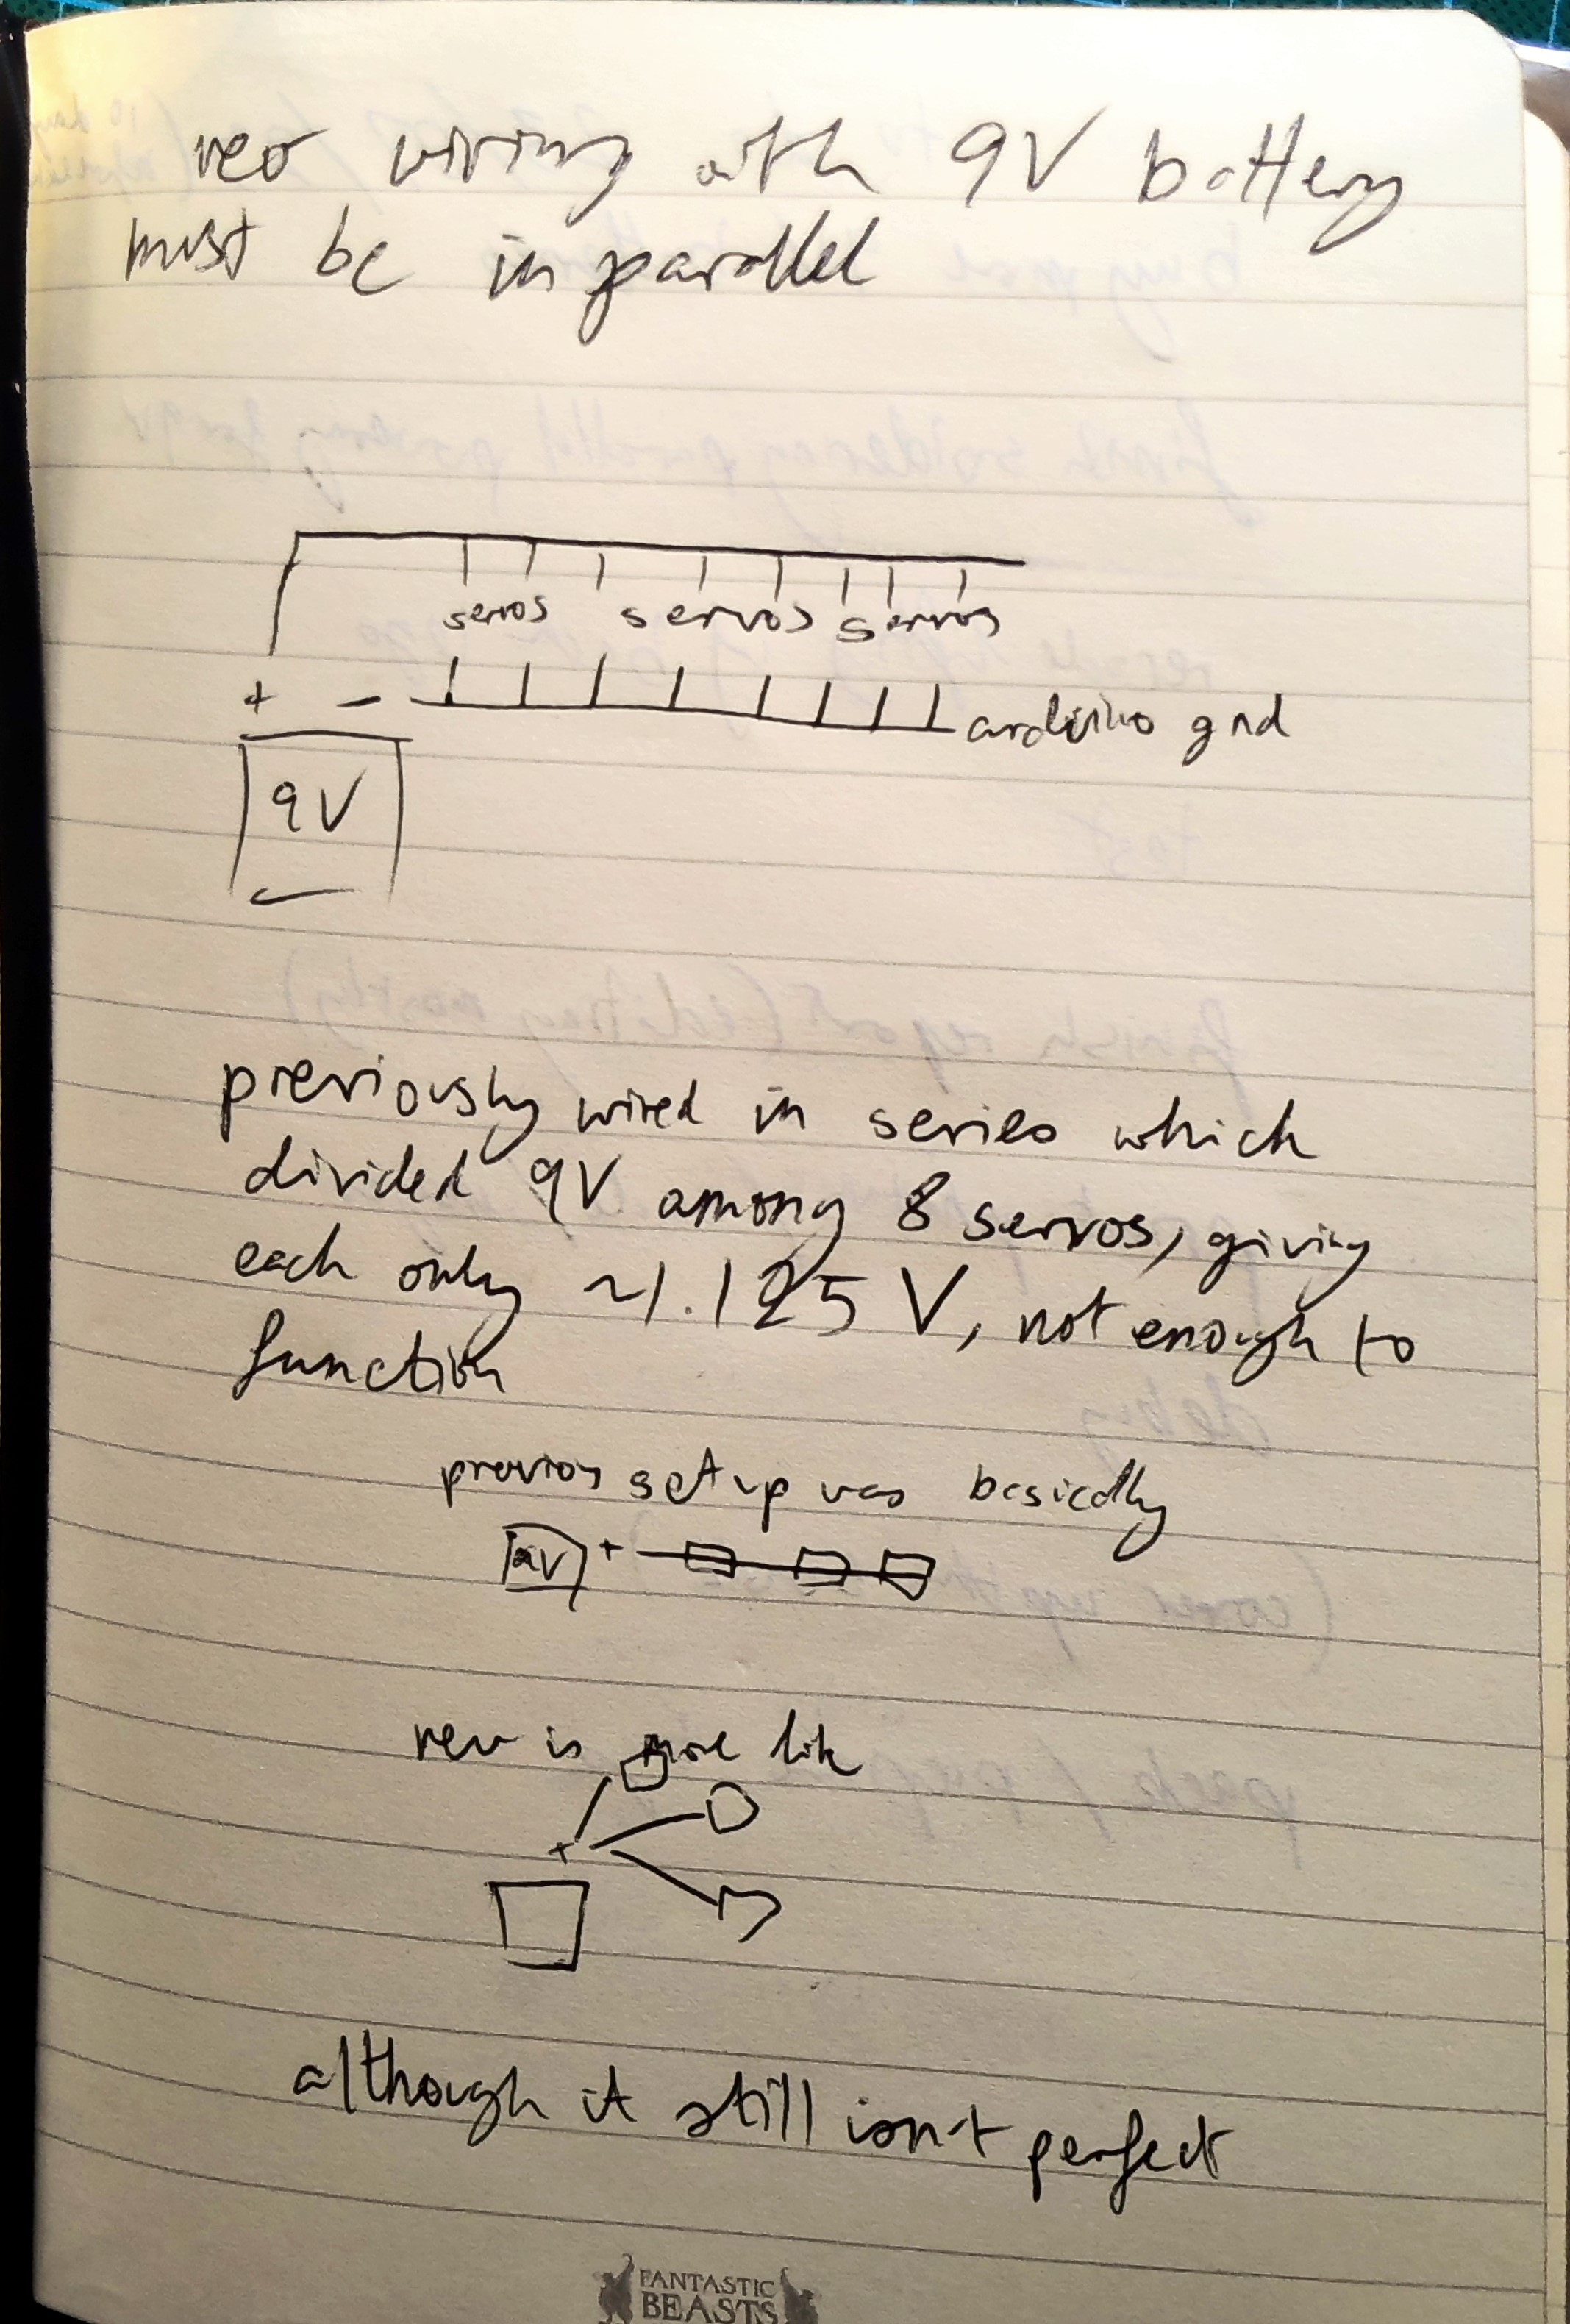 new wiring with 9V battery
must be in parallel
servos servos servos
+ - arduino gnd
9V
previously wired in series which
divided 9V among 8 servos, giving
each only ~1.125 V, not enough to
function
previous setup was basically
9V +
new is more like
+
although it still isn't perfect
FANTASTIC
BEASTS